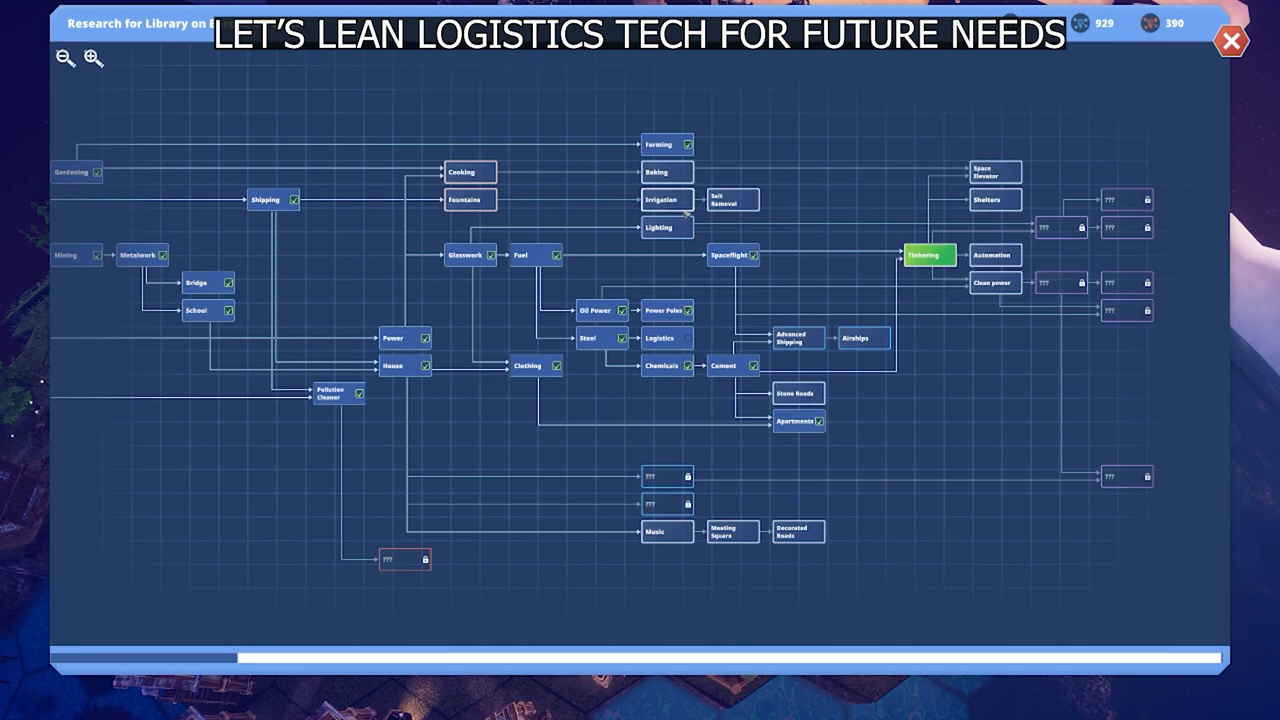 Research for Library on
LET'S LEAN LOGISTICS TECH FOR FUTURE NEEDS
929
390
Farming
Gardening
Cooking
Baking
Space
Elevator
Shipping
Fountains
Irrigation
Salt
Removal
Shelters
???
Lighting
???
???
Mining
Metalwork
Glasswork
Fuel
Spaceflight
Tinkering
Automation
Bridge
Clean power
???
???
School
Oil Power
Power Poles
???
Power
Steel
Logistics
Advanced
Shipping
Airships
House
Clothing
Chemicals
Cement
Pollution
Cleaner
Stone Roads
Apartments
???
???
???
Music
Meeting
Square
Decorated
Roads
???